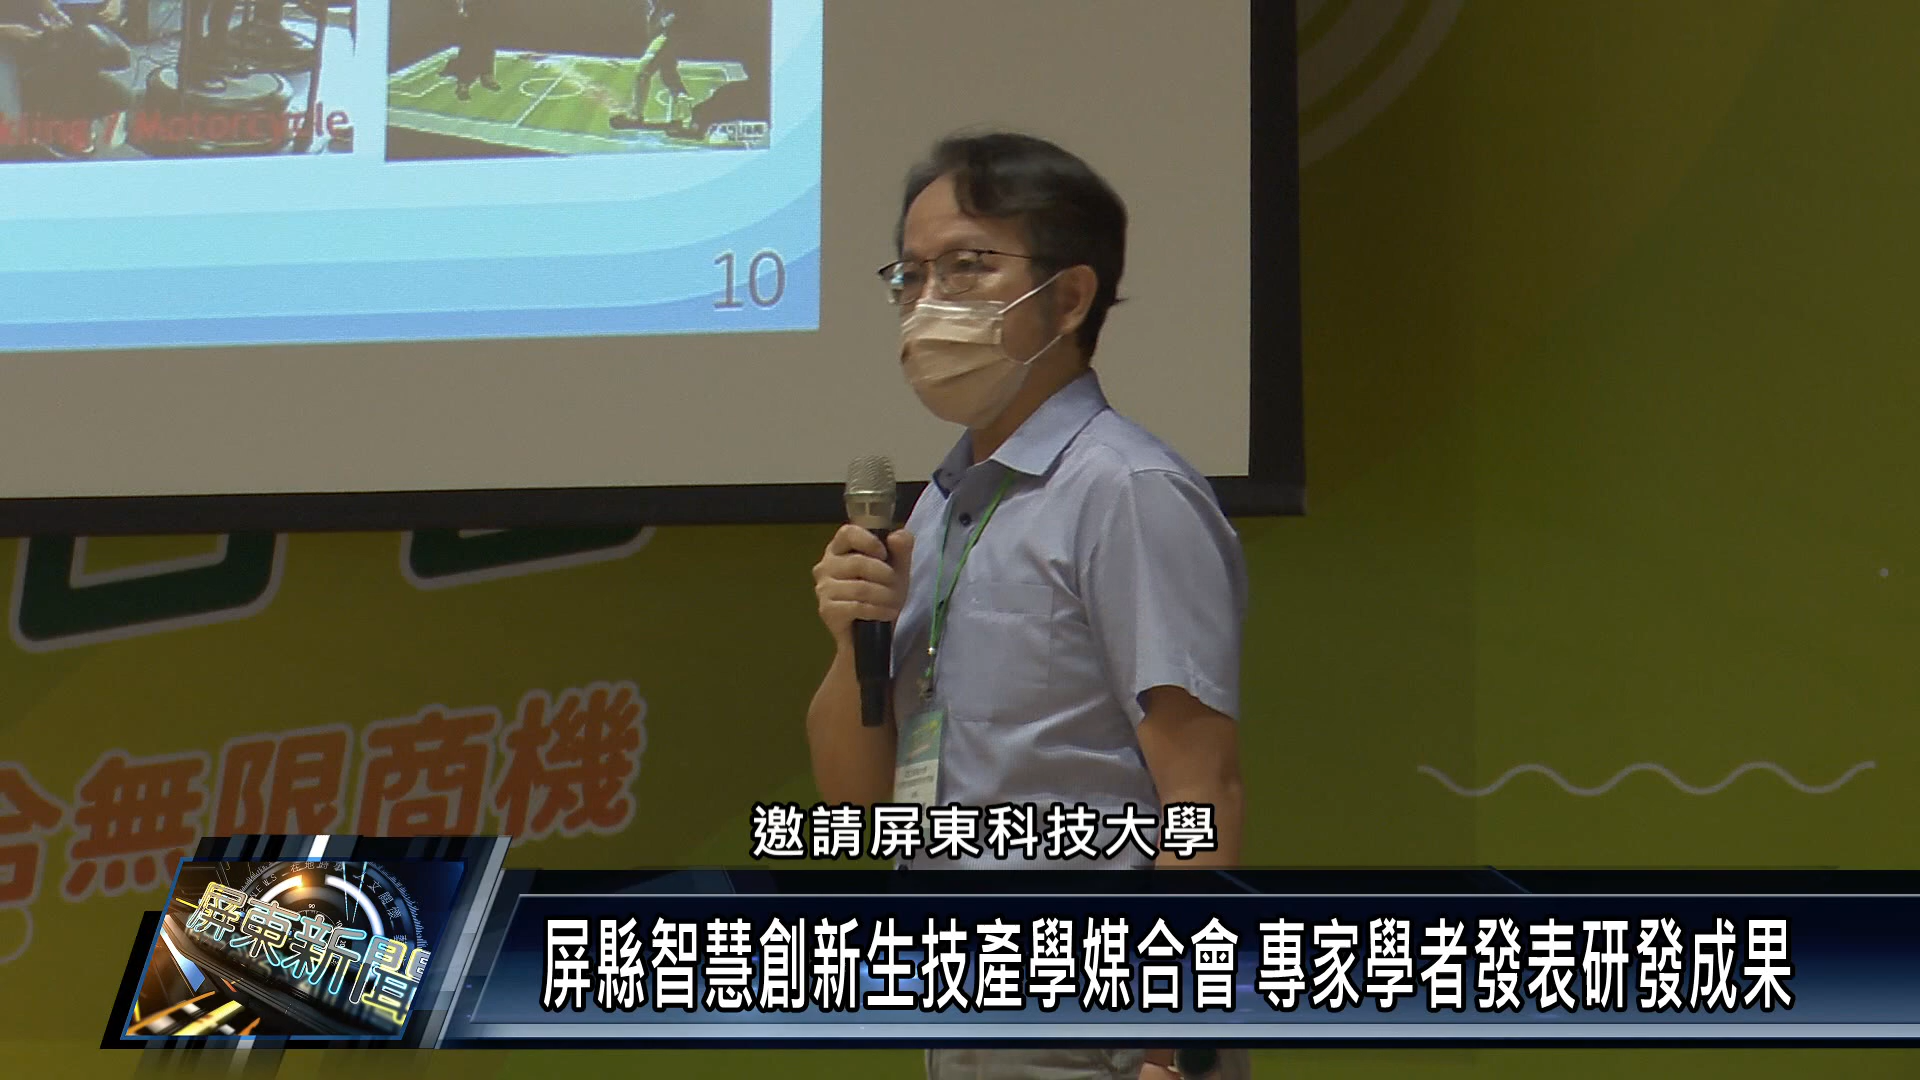 Motorcycle
10
無限商機
邀請屏東科技大學
屏東新聞
屏縣智慧創新生技產學媒合會 專家學者發表研發成果